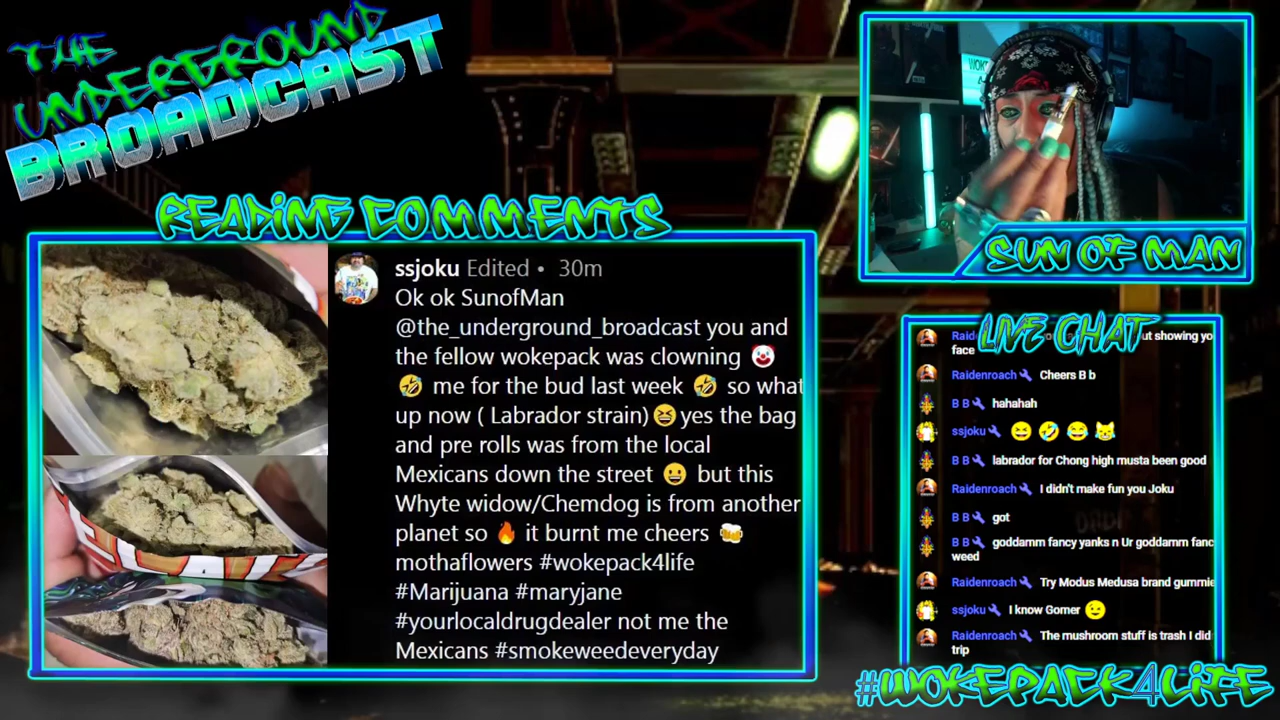 THE
UNDERGROUND
BROADCAST
READING COMMENTS
ssjoku Edited • 30m
Ok ok SunofMan
@the_underground_broadcast you and
the fellow wokepack was clowning 🤡
🤣 me for the bud last week 🤣 so what
up now ( Labrador strain)😆yes the bag
and pre rolls was from the local
Mexicans down the street 😀 but this
Whyte widow/Chemdog is from another
planet so 🔥 it burnt me cheers 🍻
mothaflowers #wokepack4life
#Marijuana #maryjane
#yourlocaldrugdealer not me the
Mexicans #smokeweedeveryday
SUN OF MAN
LIVE CHAT
ut showing yo
face
Raidenroach Cheers B b
B B hahahah
ssjoku 😆 🤣 😂 😹
B B labrador for Chong high musta been good
Raidenroach I didn't make fun you Joku
B B got
B B goddamm fancy yanks n Ur goddamm fanc
weed
Raidenroach Try Modus Medusa brand gummie
ssjoku I know Gomer 😉
Raidenroach The mushroom stuff is trash I did
trip
#WOKEPACK4LIFE